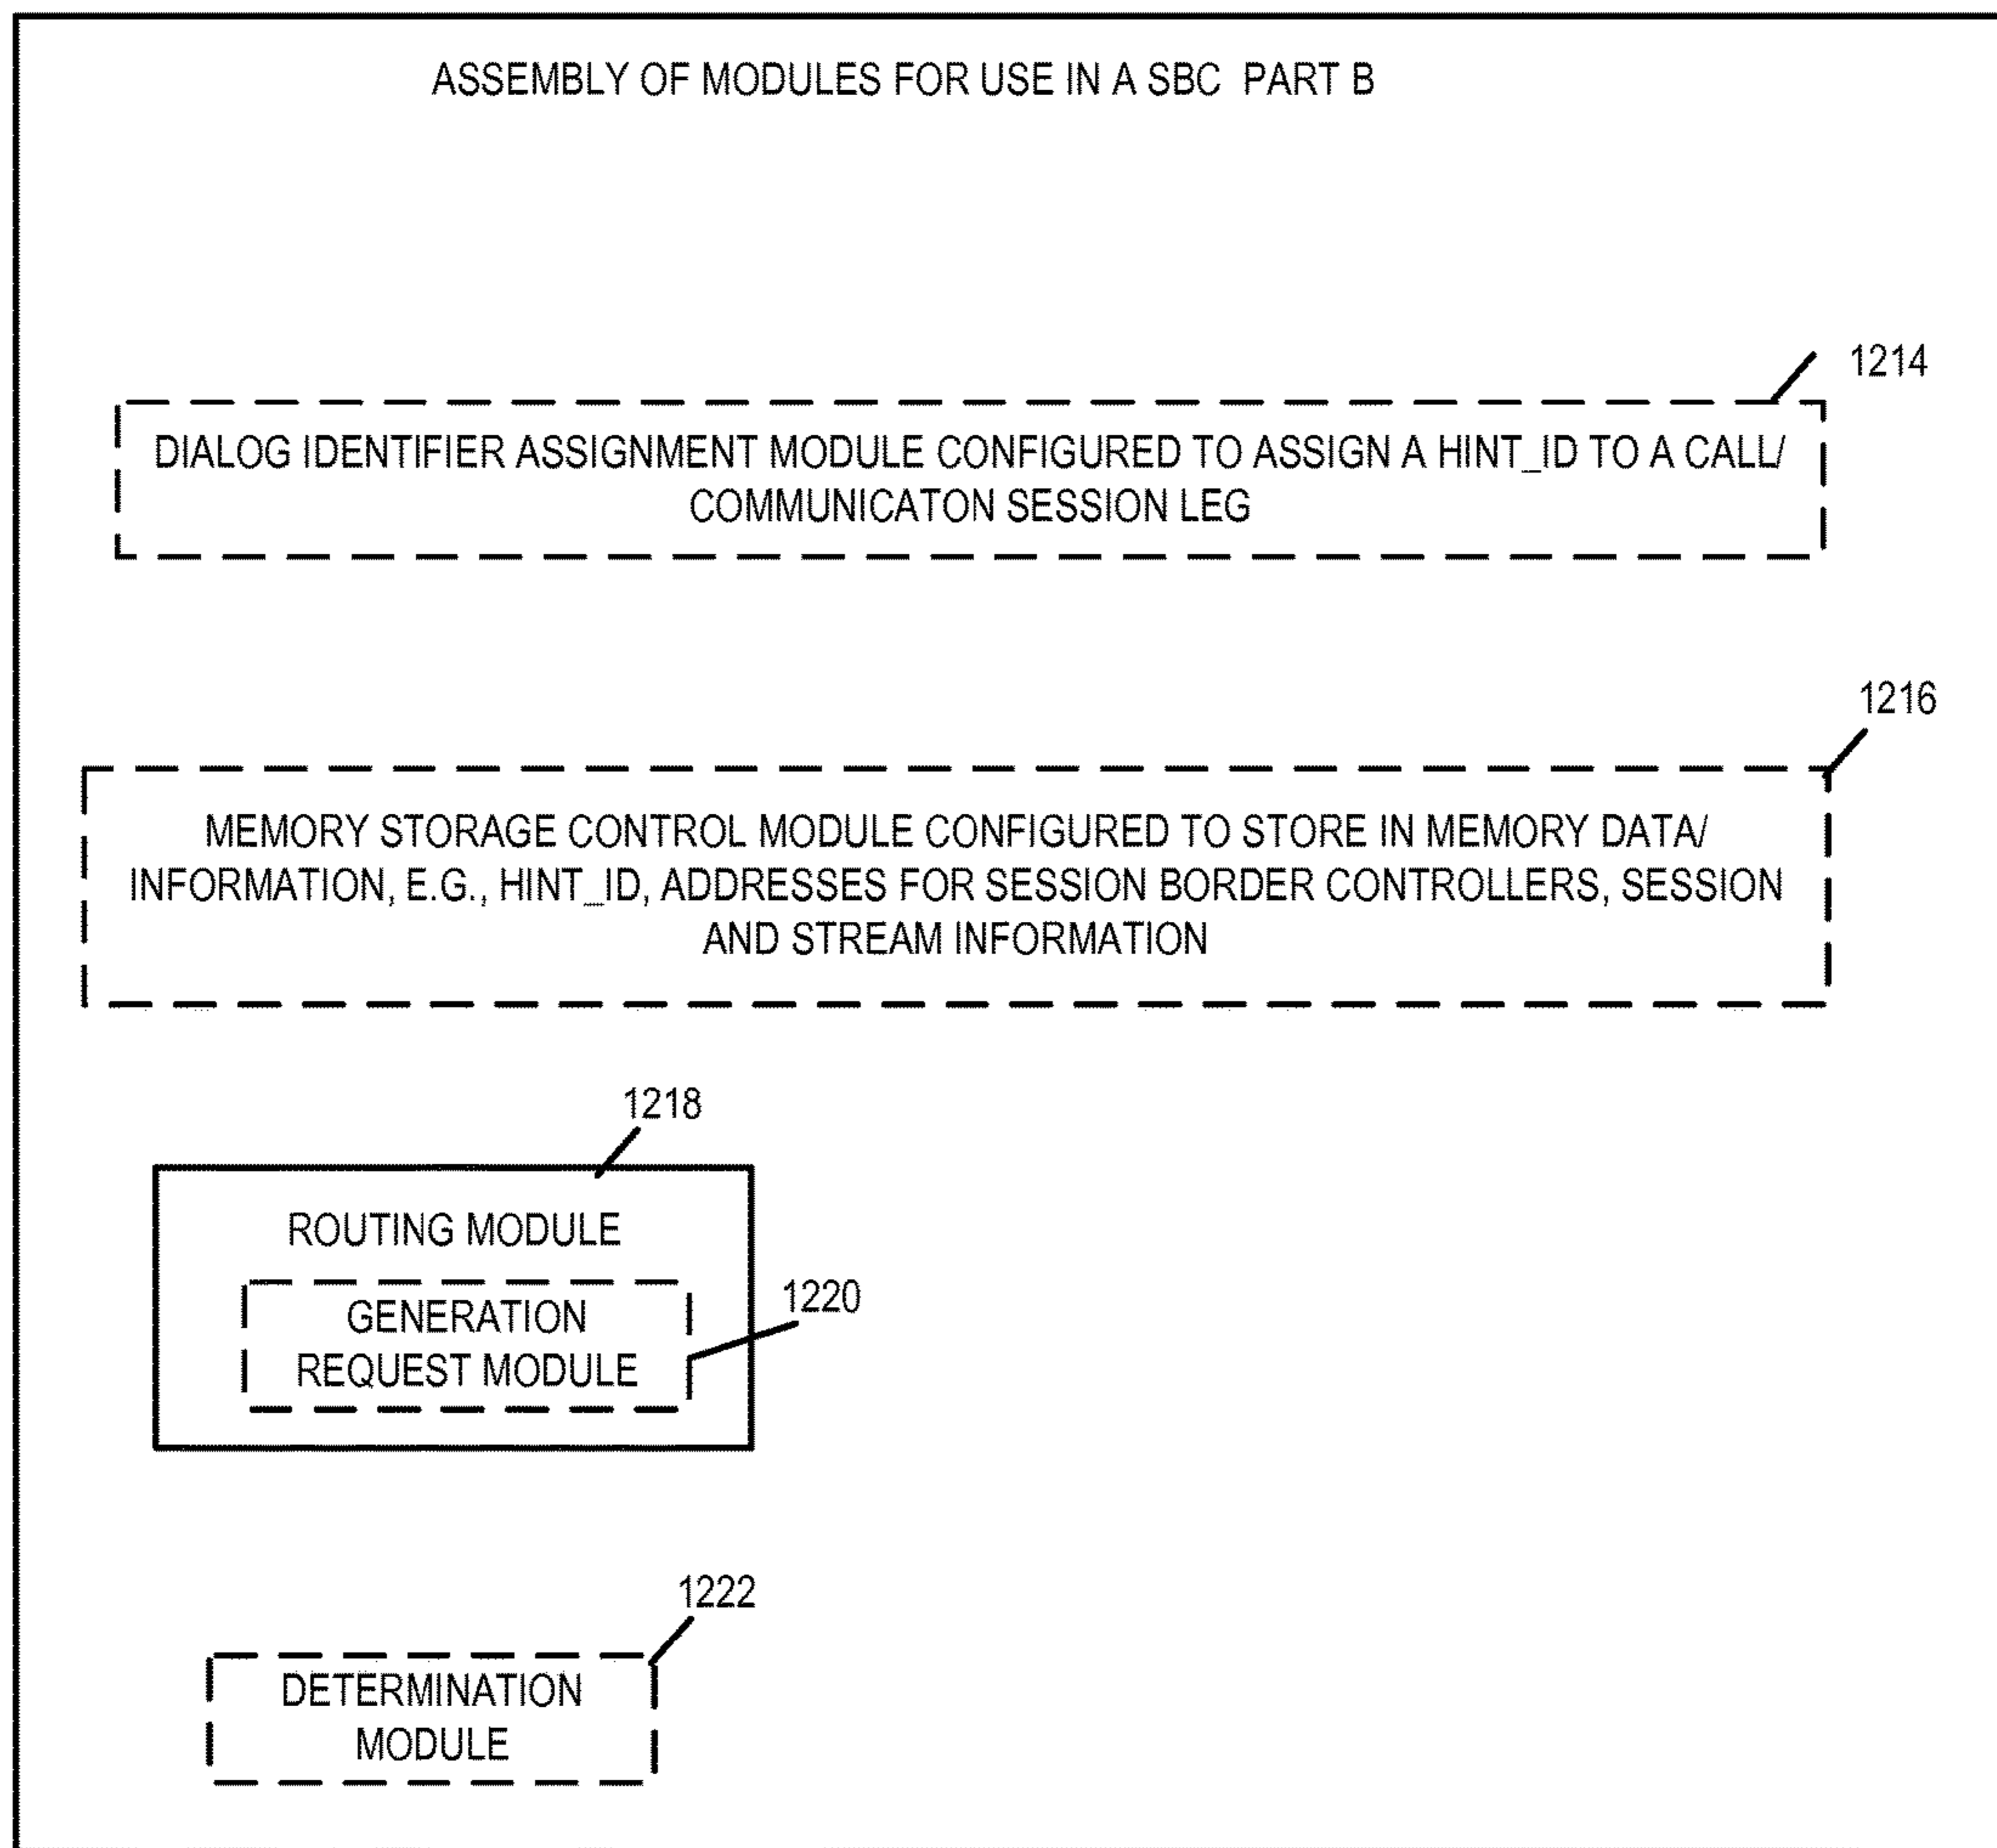 ASSEMBLY OF MODULES FOR USE IN A SBC PART B
1214
DIALOG IDENTIFIER ASSIGNMENT MODULE CONFIGURED TO ASSIGN A HINT_ID TO A CALL/
COMMUNICATON SESSION LEG
1216
MEMORY STORAGE CONTROL MODULE CONFIGURED TO STORE IN MEMORY DATA/
INFORMATION, E.G., HINT_ID, ADDRESSES FOR SESSION BORDER CONTROLLERS, SESSION
AND STREAM INFORMATION
1218
ROUTING MODULE
1220
GENERATION
REQUEST MODULE
1222
DETERMINATION
MODULE